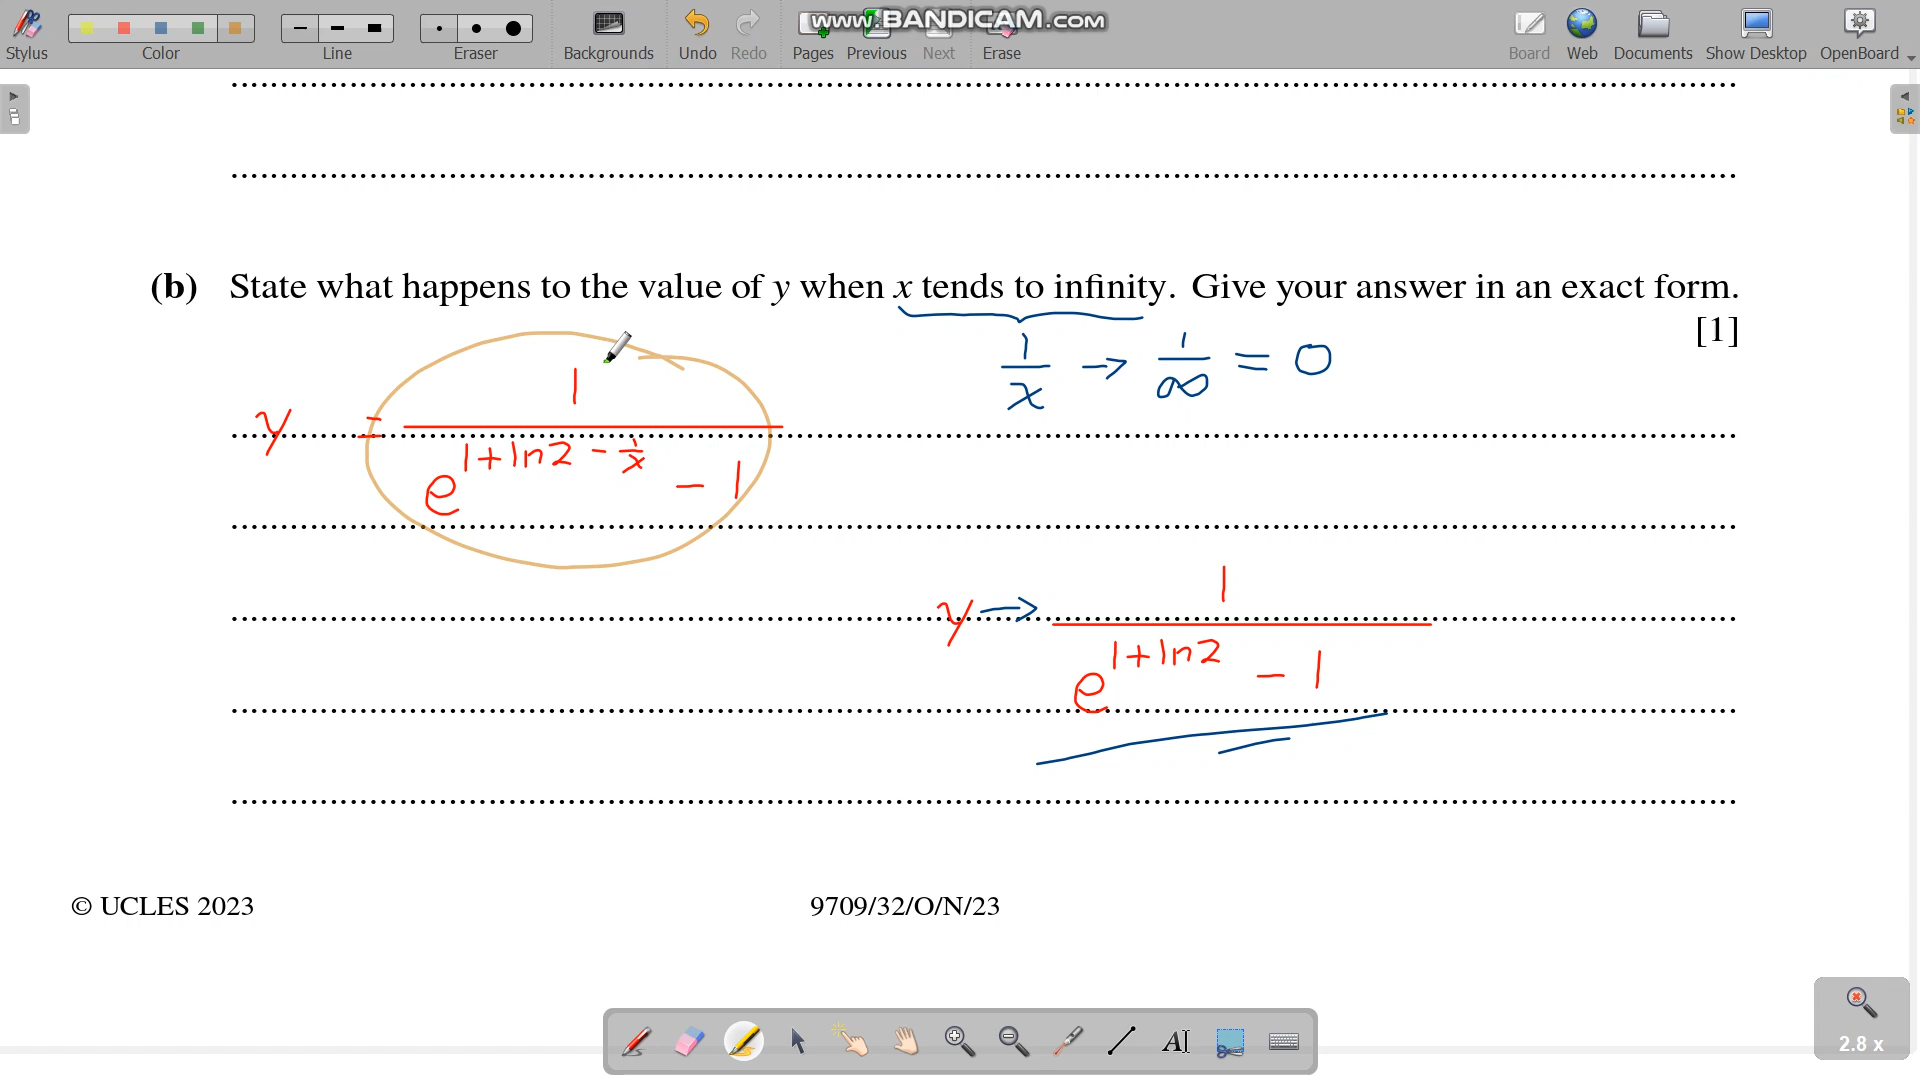 www.BANDICAM.com
Stylus Color Line Eraser Backgrounds Undo Redo Pages Previous Next Erase Board Web Documents Show Desktop OpenBoard
(b) State what happens to the value of y when x tends to infinity. Give your answer in an exact form.
[1]
1/x → 1/∞ = 0
y = 1/(e^(1+ln2 - 1/x) - 1)
y → 1/(e^(1+ln2) - 1)
© UCLES 2023 9709/32/O/N/23
2.8 x
AI